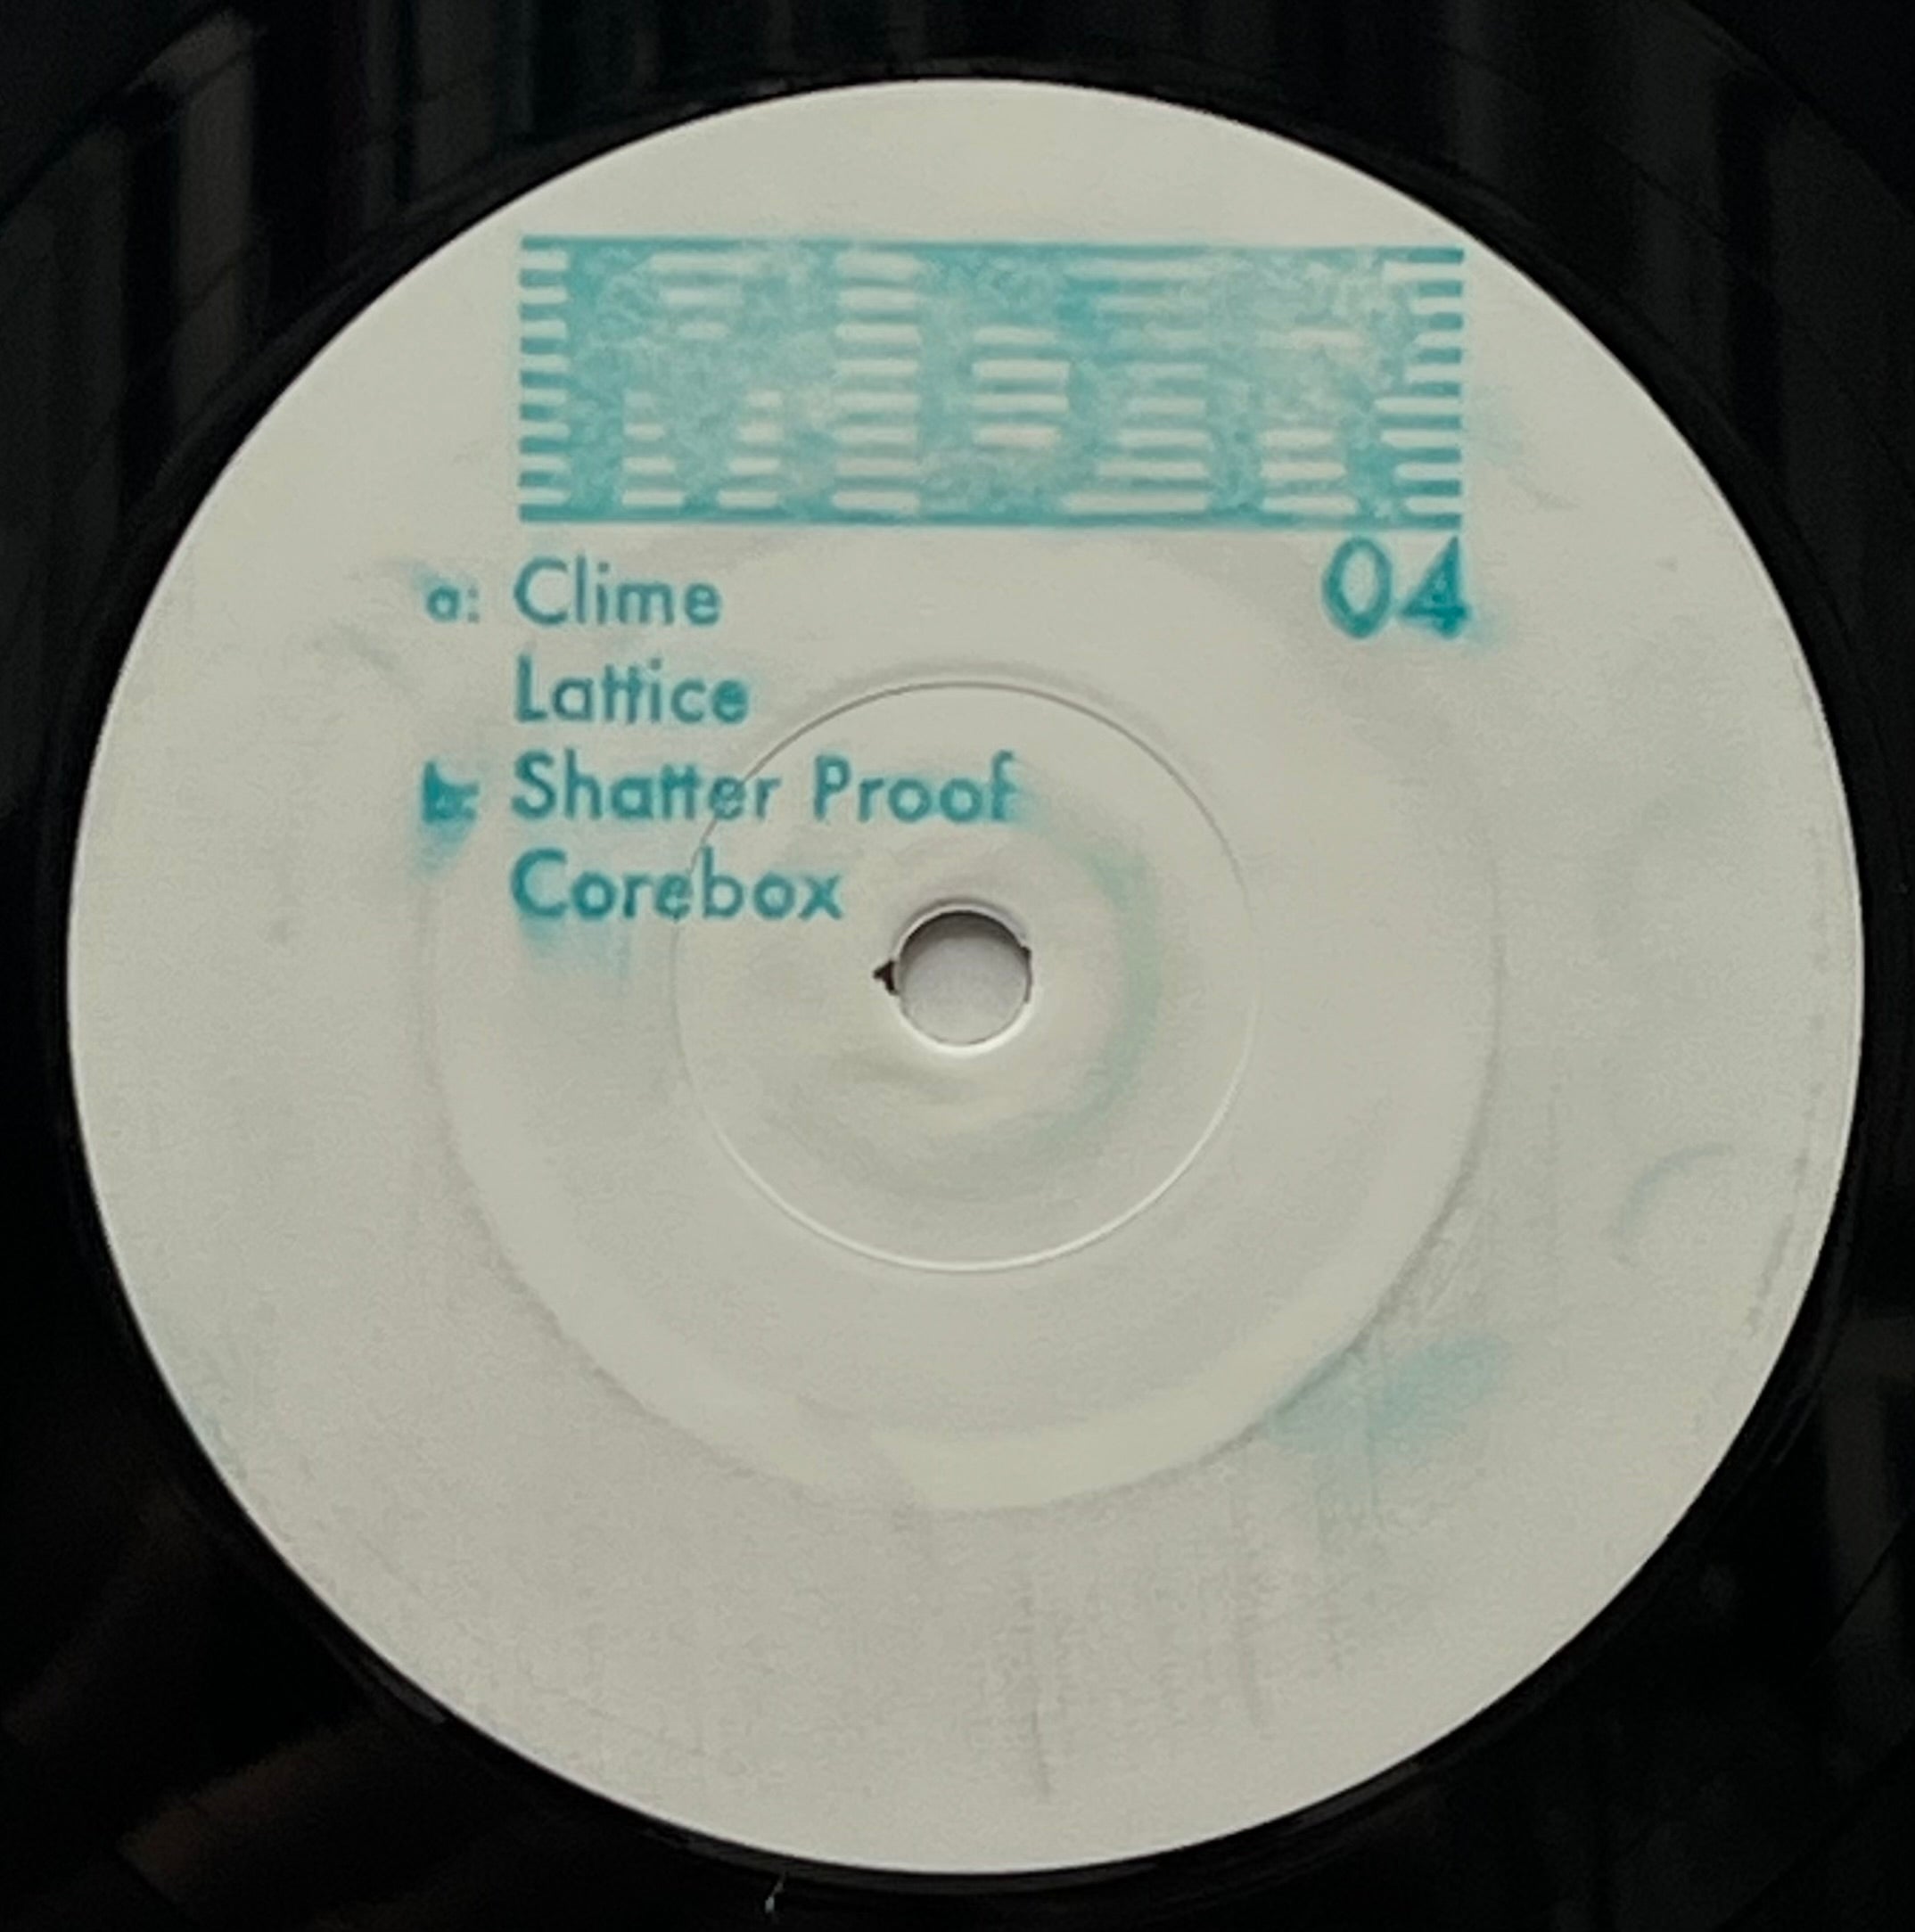 04
a: Clime
Lattice
b: Shatter Proof
Corebox